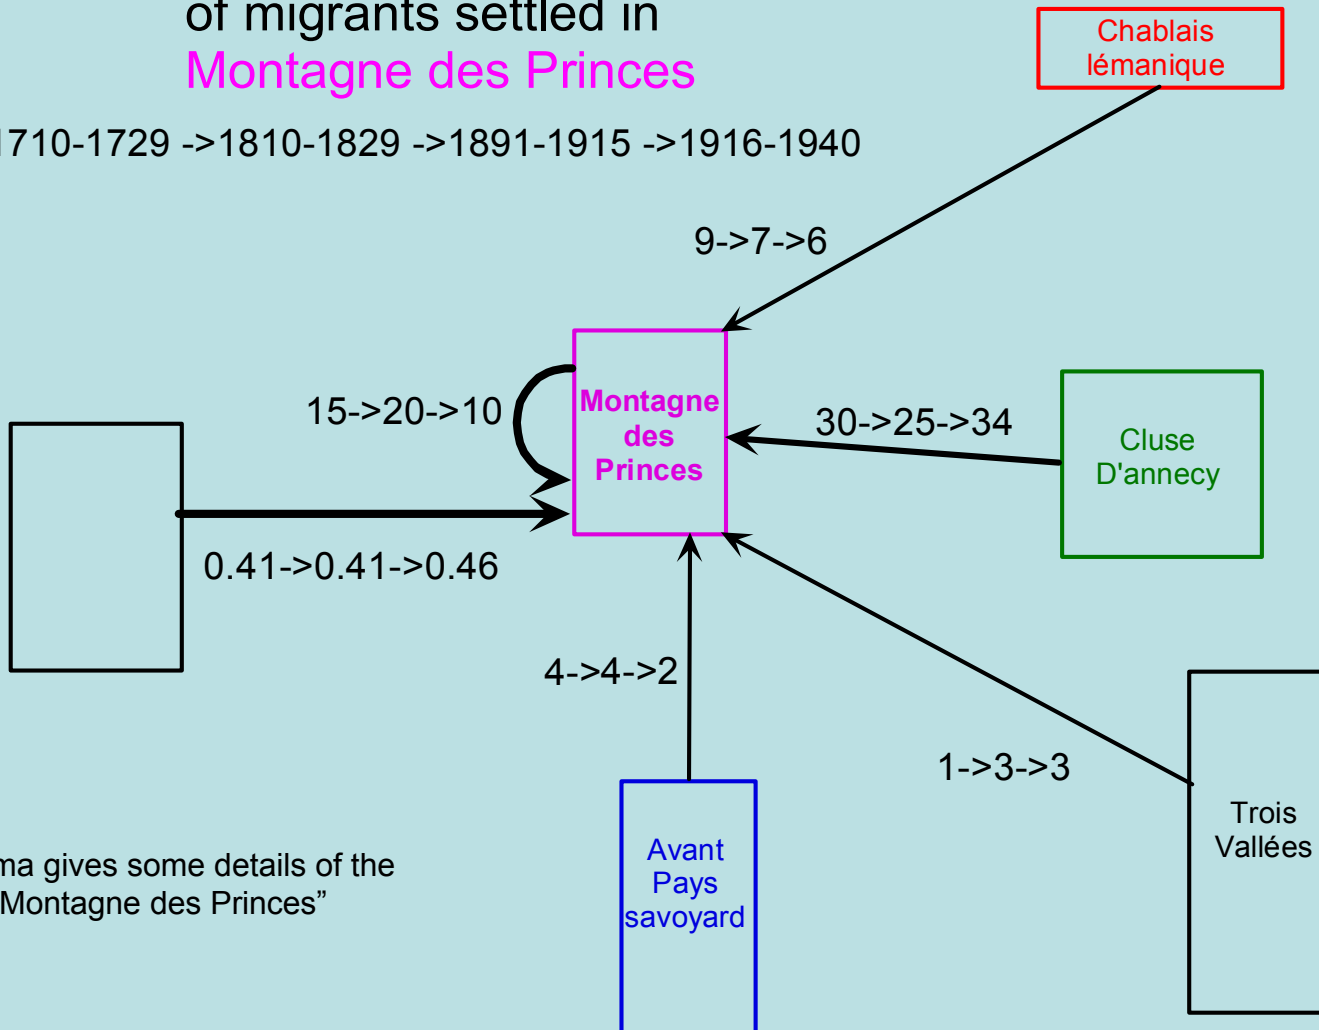 of migrants settled in
Montagne des Princes
1710-1729 ->1810-1829 ->1891-1915 ->1916-1940
Chablais
lémanique
9->7->6
15->20->10
Montagne
des
Princes
30->25->34
Cluse
D'annecy
0.41->0.41->0.46
4->4->2
1->3->3
Trois
Vallées
Avant
Pays
savoyard
ma gives some details of the
"Montagne des Princes”